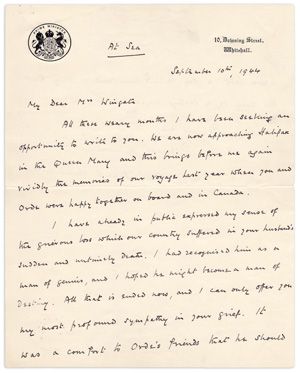 10, Downing Street,
Whitehall.
At Sea
September 10th, 1944
My Dear Mrs Wingate
All these weary months I have been seeking an
opportunity to write to you. We are now approaching Halifax
in the Queen Mary and this brings before me again
vividly the memories of our voyage last year when you and
Orde were happy together on board and in Canada.
I have already in public expressed my sense of
the grievous loss which our country suffered in your husband's
sudden and untimely death. I had recognised him as a
man of genius, and I hoped he might become a man of
Destiny. All that is ended now, and I can only offer you
my most profound sympathy in your grief. It
was a comfort to Orde's friends that he should